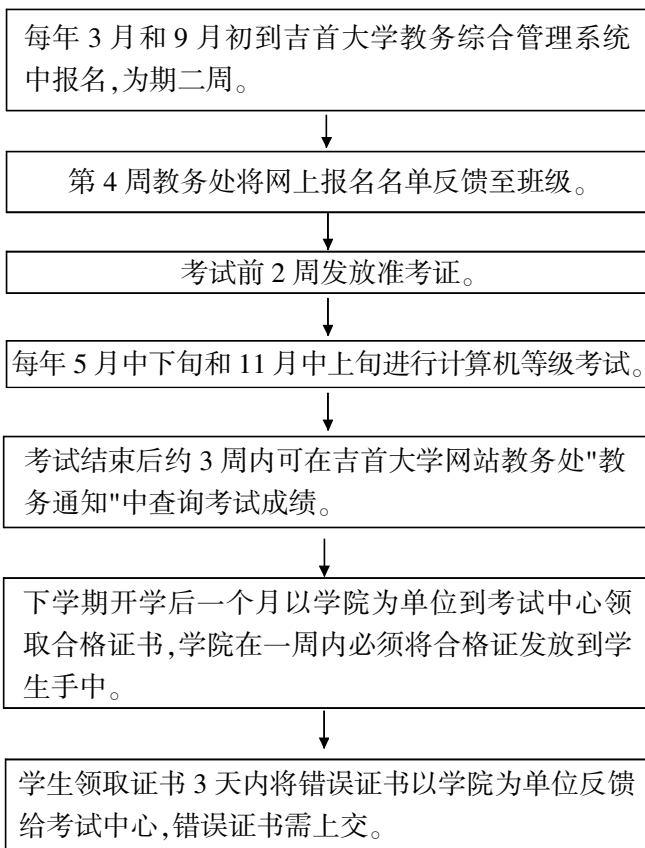 每年 3 月和 9 月初到吉首大学教务综合管理系统
中报名,为期二周。
第 4 周教务处将网上报名名单反馈至班级。
考试前 2 周发放准考证。
每年 5 月中下旬和 11 月中上旬进行计算机等级考试。
考试结束后约 3 周内可在吉首大学网站教务处"教
务通知"中查询考试成绩。
下学期开学后一个月以学院为单位到考试中心领
取合格证书,学院在一周内必须将合格证发放到学
生手中。
学生领取证书 3 天内将错误证书以学院为单位反馈
给考试中心,错误证书需上交。